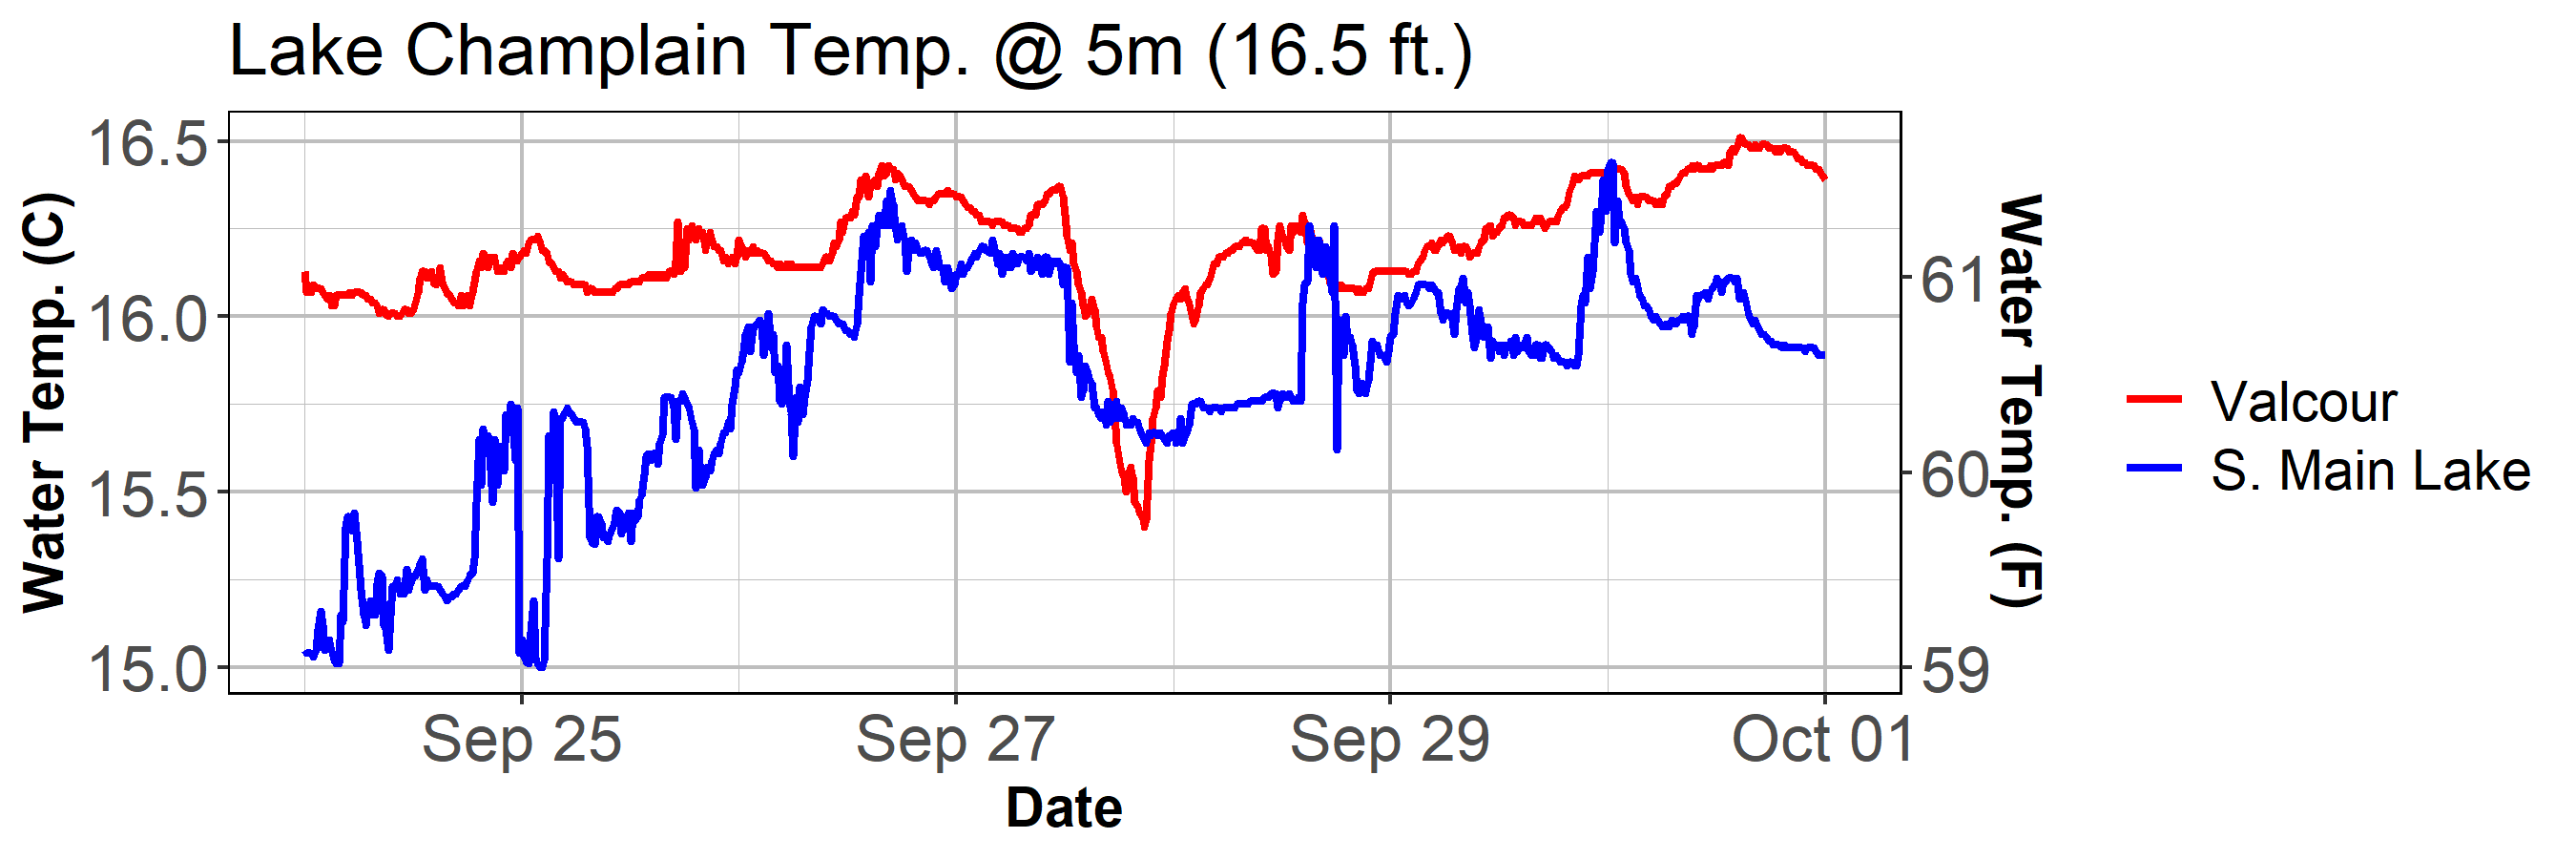 Lake Champlain Temp. @ 5m (16.5 ft.)
Water Temp. (C)
16.5
16.0
15.5
15.0
61
60
59
Water Temp. (F)
Sep 25 Sep 27 Sep 29 Oct 01
Date
Valcour
S. Main Lake